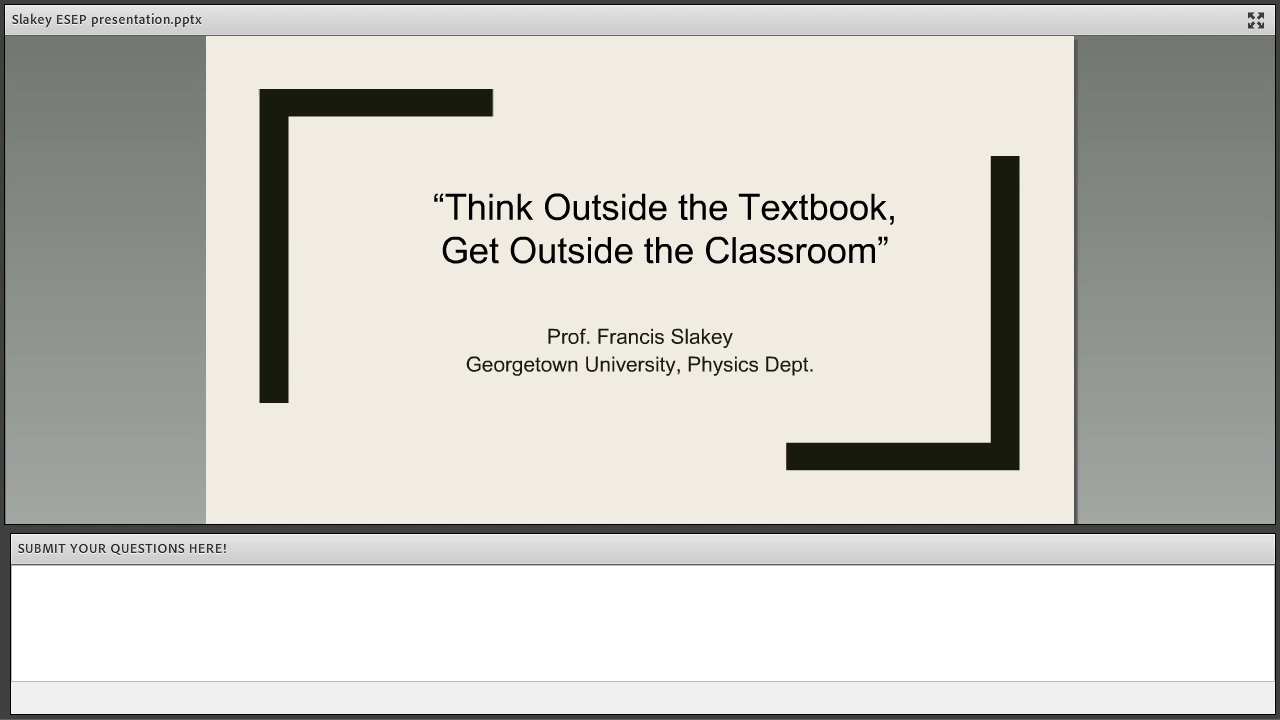 Slakey ESEP presentation.pptx
“Think Outside the Textbook,
Get Outside the Classroom”
Prof. Francis Slakey
Georgetown University, Physics Dept.
SUBMIT YOUR QUESTIONS HERE!